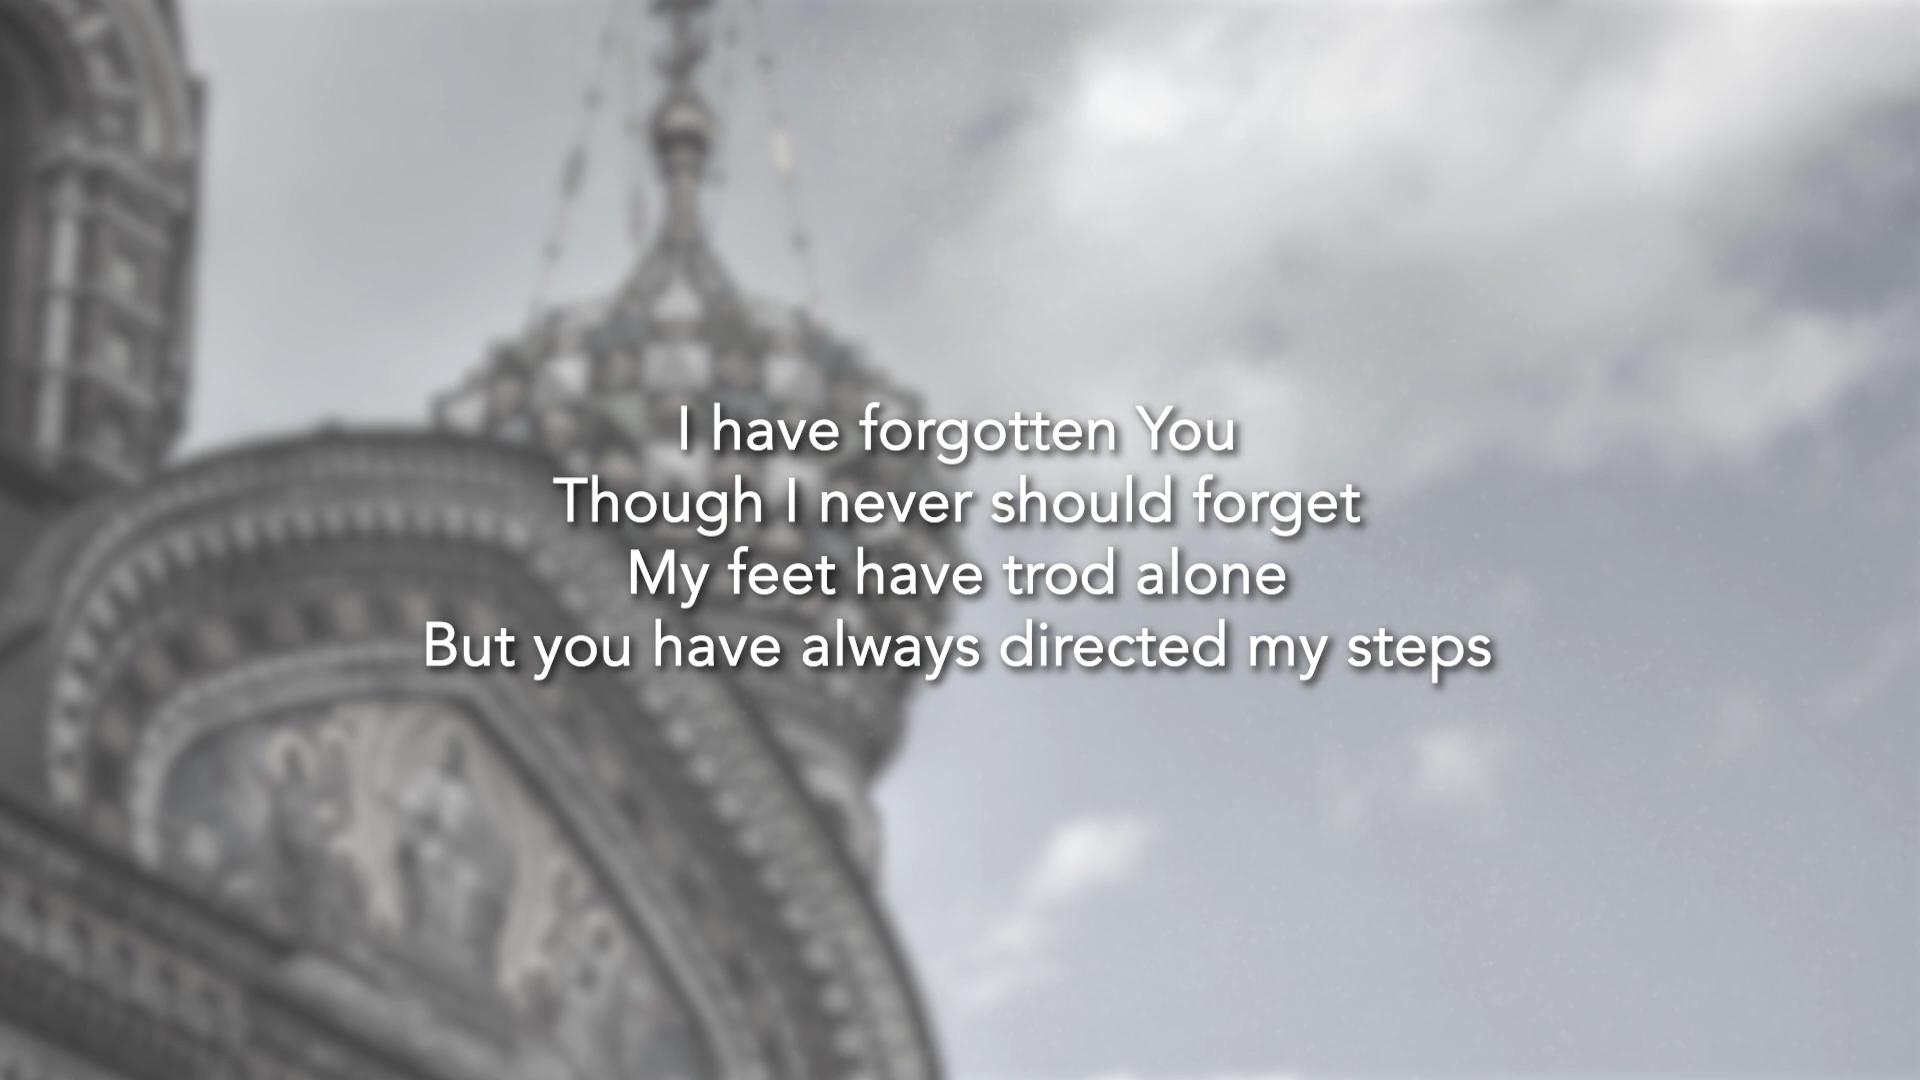 I have forgotten You
Though I never should forget
My feet have trod alone
But you have always directed my steps